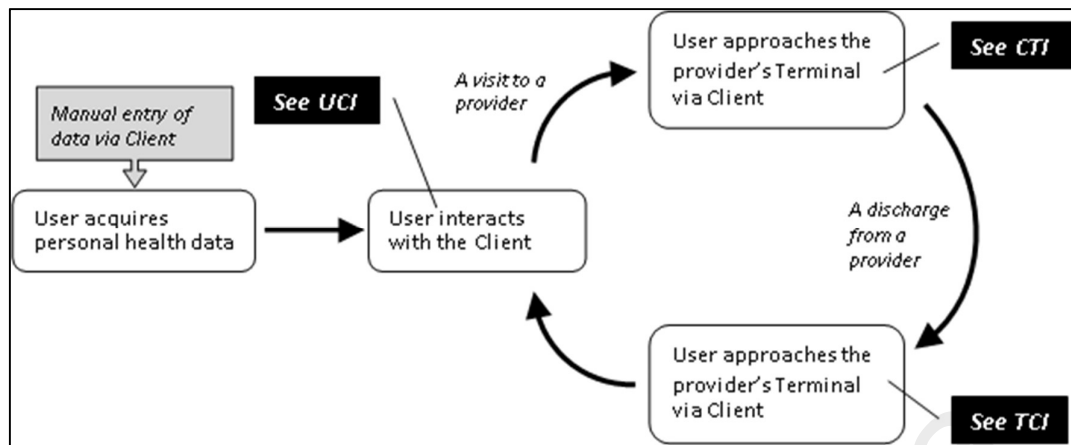 Manual entry of
data via Client
See UCI
A visit to a
provider
User approaches the
provider's Terminal
via Client
See CTI
User acquires
personal health data
User interacts
with the Client
A discharge
from a
provider
User approaches the
provider's Terminal
via Client
See TCI